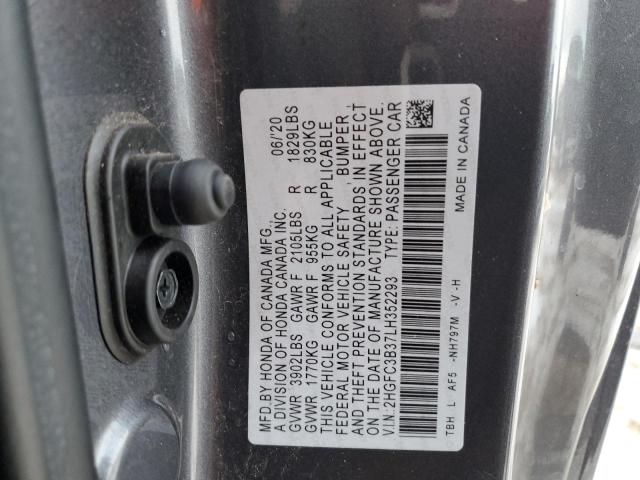 MFD.BY HONDA OF CANADA MFG., 06/'20
A DIVISION OF HONDA CANADA INC.
GVWR 3902LBS GAWR F 2105LBS R 1829LBS
GVWR 1770KG GAWR F 955KG R 830KG
THIS VEHICLE CONFORMS TO ALL APPLICABLE
FEDERAL MOTOR VEHICLE SAFETY BUMPER,
AND THEFT PREVENTION STANDARDS IN EFFECT
ON THE DATE OF MANUFACTURE SHOWN ABOVE.
V.I.N.:2HGFC3B37LH352293 TYPE: PASSENGER CAR
TBH L AF5 -NH797M -V -H MADE IN CANADA